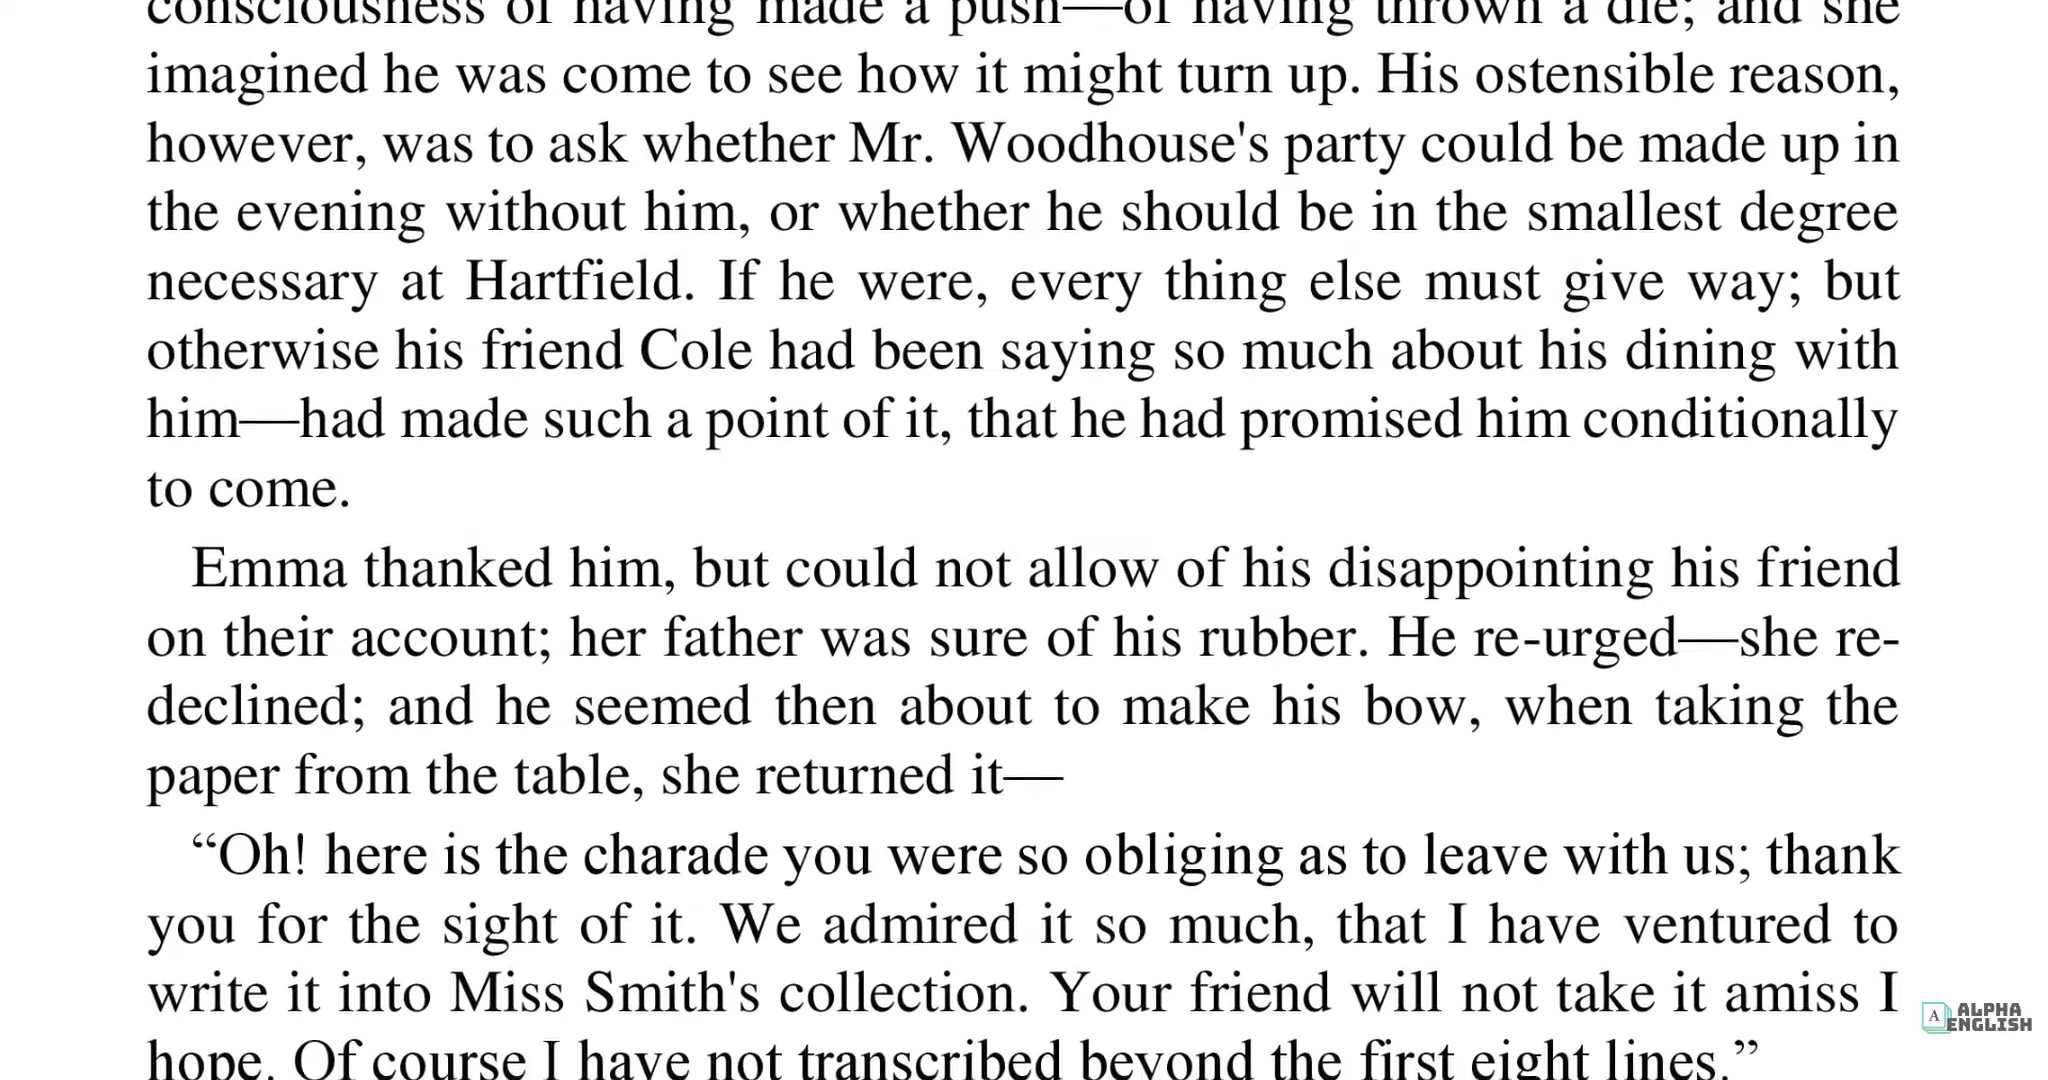 consciousness of having made a push—of having thrown a die; and she
imagined he was come to see how it might turn up. His ostensible reason,
however, was to ask whether Mr. Woodhouse's party could be made up in
the evening without him, or whether he should be in the smallest degree
necessary at Hartfield. If he were, every thing else must give way; but
otherwise his friend Cole had been saying so much about his dining with
him—had made such a point of it, that he had promised him conditionally
to come.
Emma thanked him, but could not allow of his disappointing his friend
on their account; her father was sure of his rubber. He re-urged—she re-
declined; and he seemed then about to make his bow, when taking the
paper from the table, she returned it—
“Oh! here is the charade you were so obliging as to leave with us; thank
you for the sight of it. We admired it so much, that I have ventured to
write it into Miss Smith's collection. Your friend will not take it amiss I
hope. Of course I have not transcribed beyond the first eight lines.”
A ALPHA
ENGLISH